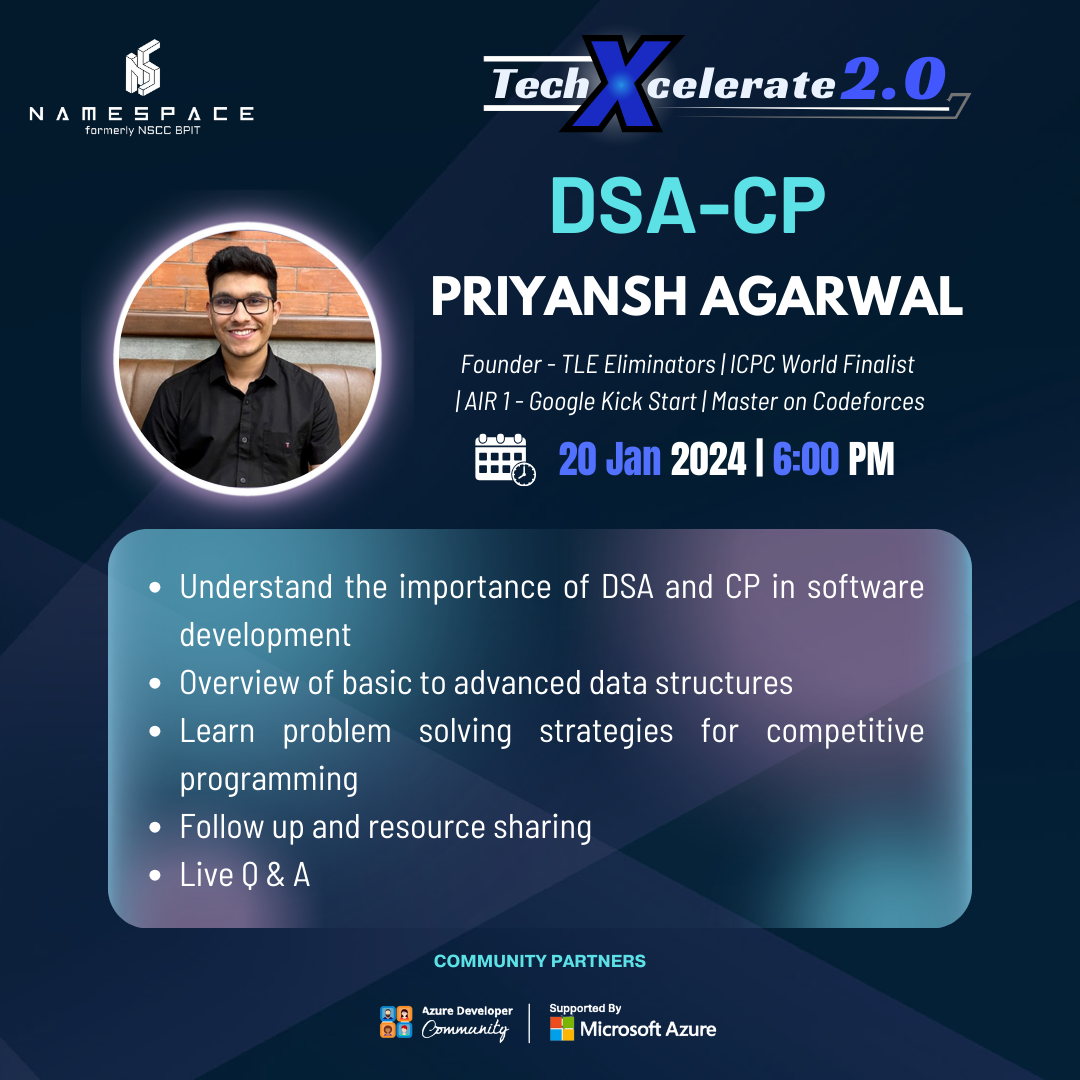 NAMESPACE
formerly NSCC BPIT
TechXcelerate 2.0
DSA-CP
PRIYANSH AGARWAL
Founder - TLE Eliminators | ICPC World Finalist
| AIR 1 - Google Kick Start | Master on Codeforces
20 Jan 2024 | 6:00 PM
• Understand the importance of DSA and CP in software
development
• Overview of basic to advanced data structures
• Learn problem solving strategies for competitive
programming
• Follow up and resource sharing
• Live Q & A
COMMUNITY PARTNERS
Azure Developer
Community
Supported By
Microsoft Azure